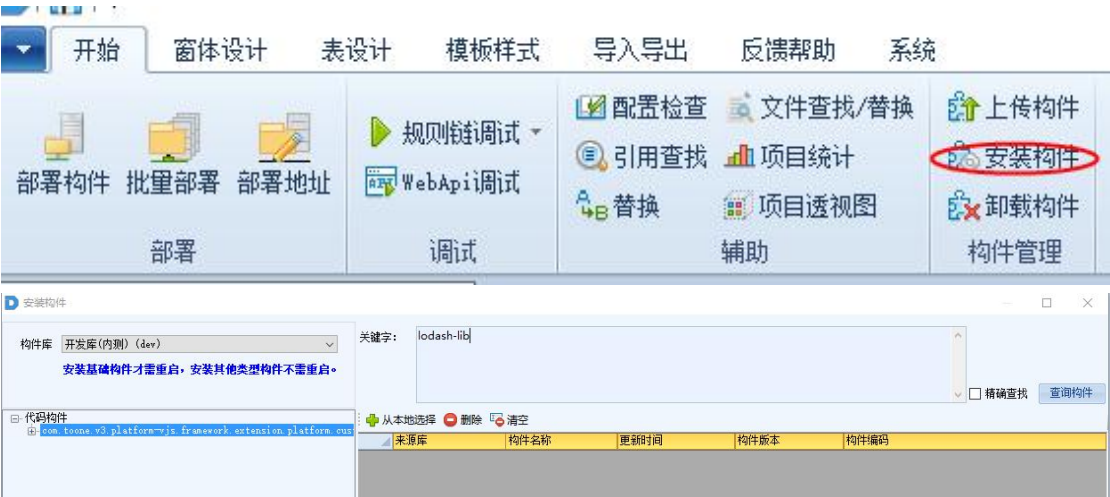 开始 窗体设计 表设计 模板样式 导入导出 反馈帮助 系统
部署构件 批里部署 部署地址
规则链调试
WebApi调试
配置检查 文件查找/替换
引用查找 项目统计
替换 项目透视图
上传构件
安装构件
卸载构件
部署 调试 辅助 构件管理
安装构件
构件库 开发库(内测) (dev)
安装基础构件才需重启，安装其他类型构件不需重启。
关键字： lodash-lib
精确查找 查询构件
代码构件
com.toone.v3.platform-vjs.framework.extension.platform.cus
从本地选择 删除 清空
来源库 构件名称 更新时间 构件版本 构件编码